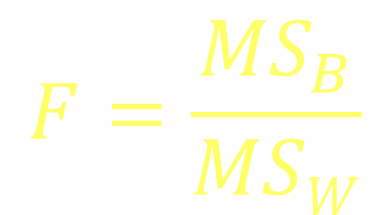 F = MS_B / MS_W